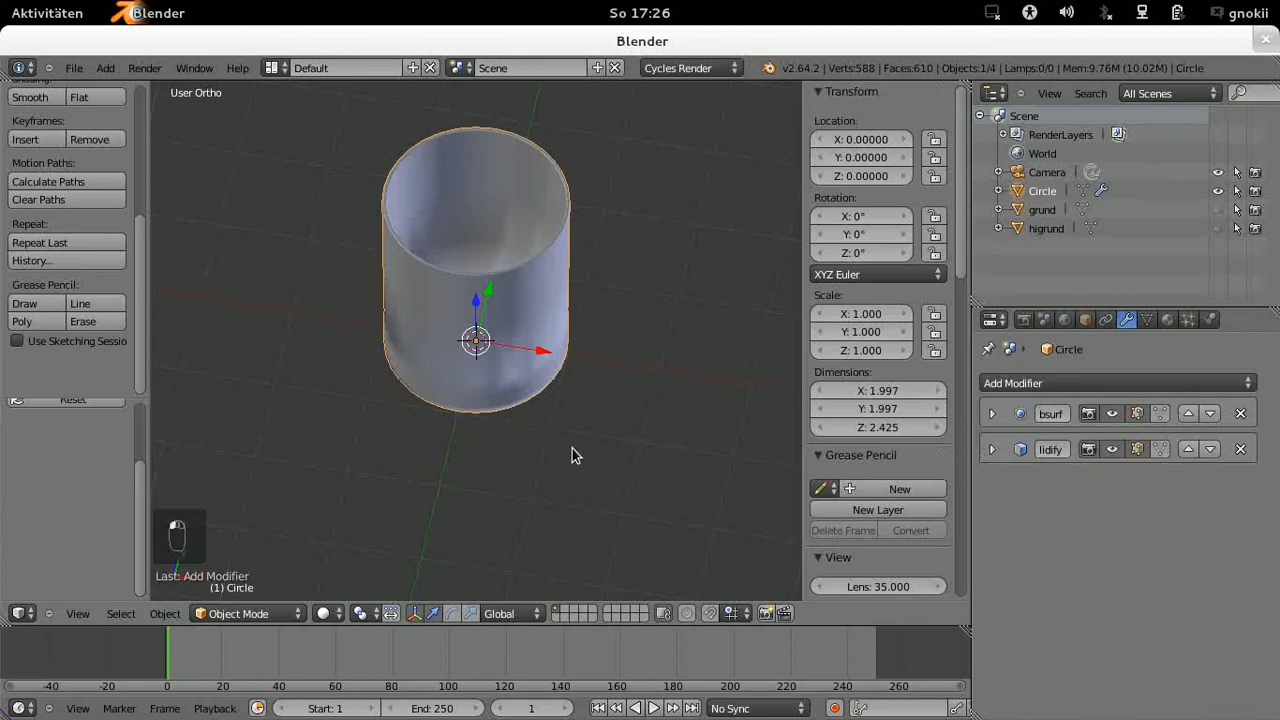 Aktivitäten Blender So 17:26 gnokii
Blender
File Add Render Window Help Default Scene Cycles Render v2.64.2 | Verts:588 | Faces:610 | Objects:1/4 | Lamps:0/0 | Mem:9.76M (10.02M) | Circle
Smooth Flat
Keyframes:
Insert Remove
Motion Paths:
Calculate Paths
Clear Paths
Repeat:
Repeat Last
History...
Grease Pencil:
Draw Line
Poly Erase
Use Sketching Sessio
Reset
User Ortho
Last: Add Modifier
(1) Circle
Transform
Location:
X: 0.00000
Y: 0.00000
Z: 0.00000
Rotation:
X: 0°
Y: 0°
Z: 0°
XYZ Euler
Scale:
X: 1.000
Y: 1.000
Z: 1.000
Dimensions:
X: 1.997
Y: 1.997
Z: 2.425
Grease Pencil
New
New Layer
Delete Frame Convert
View
Lens: 35.000
View Search All Scenes
Scene
RenderLayers
World
Camera
Circle
grund
higrund
Circle
Add Modifier
bsurf
lidify
View Select Object Object Mode Global
-40 -20 0 20 40 60 80 100 120 140 160 180 200 220 240 260
View Marker Frame Playback Start: 1 End: 250 1 No Sync